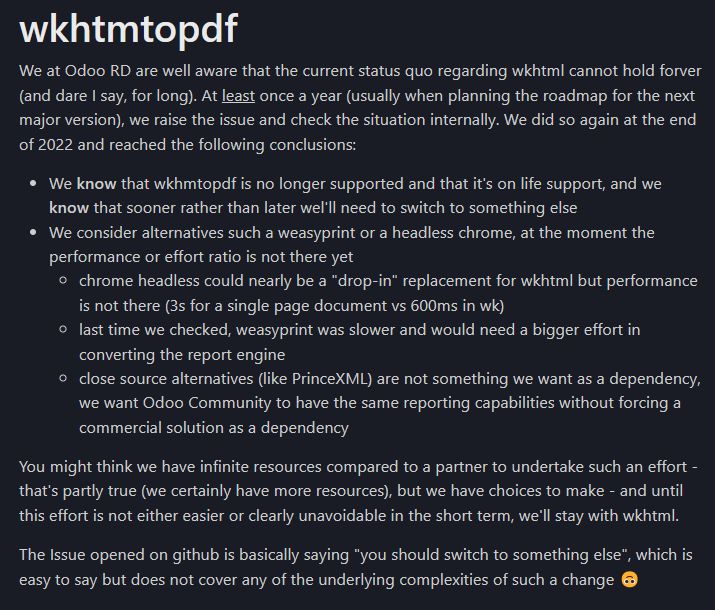 wkhtmtopdf
We at Odoo RD are well aware that the current status quo regarding wkhtml cannot hold forver
(and dare I say, for long). At least once a year (usually when planning the roadmap for the next
major version), we raise the issue and check the situation internally. We did so again at the end
of 2022 and reached the following conclusions:
• We know that wkhmtopdf is no longer supported and that it's on life support, and we
know that sooner rather than later wel'll need to switch to something else
• We consider alternatives such a weasyprint or a headless chrome, at the moment the
performance or effort ratio is not there yet
○ chrome headless could nearly be a "drop-in" replacement for wkhtml but performance
is not there (3s for a single page document vs 600ms in wk)
○ last time we checked, weasyprint was slower and would need a bigger effort in
converting the report engine
○ close source alternatives (like PrinceXML) are not something we want as a dependency,
we want Odoo Community to have the same reporting capabilities without forcing a
commercial solution as a dependency
You might think we have infinite resources compared to a partner to undertake such an effort -
that's partly true (we certainly have more resources), but we have choices to make - and until
this effort is not either easier or clearly unavoidable in the short term, we'll stay with wkhtml.
The Issue opened on github is basically saying "you should switch to something else", which is
easy to say but does not cover any of the underlying complexities of such a change 🙃